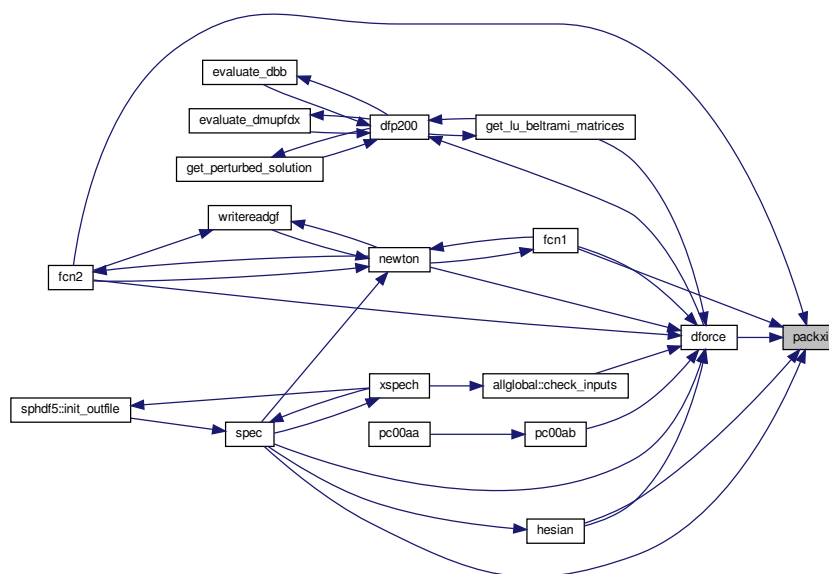 evaluate_dbb
evaluate_dmupfdx
dfp200
get_lu_beltrami_matrices
get_perturbed_solution
writereadgf
fcn1
newton
fcn2
dforce
packxi
xspech
allglobal::check_inputs
sphdf5::init_outfile
spec
pc00aa
pc00ab
hesian